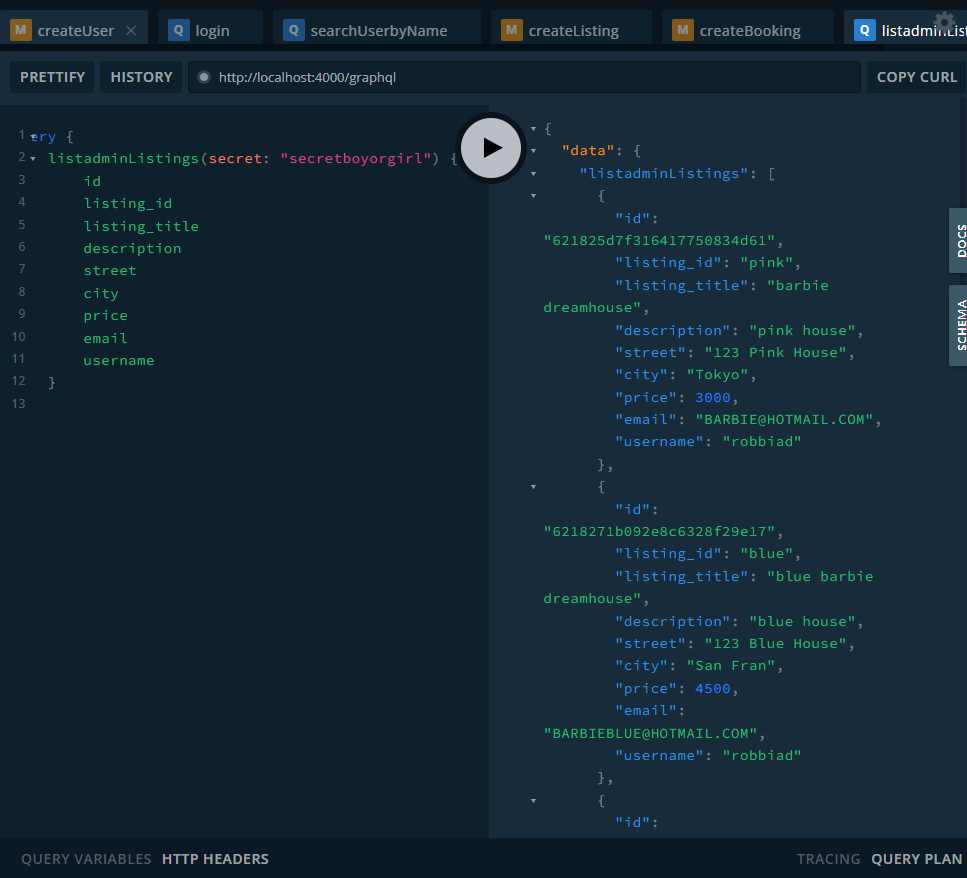 M createUser × Q login Q searchUserbyName M createListing M createBooking Q listadminList
PRETTIFY HISTORY http://localhost:4000/graphql COPY CURL
1 ery {
2 listadminListings(secret: "secretboyorgirl") {
3 id
4 listing_id
5 listing_title
6 description
7 street
8 city
9 price
10 email
11 username
12 }
13
{
"data": {
"listadminListings": [
{
"id":
"621825d7f316417750834d61",
"listing_id": "pink",
"listing_title": "barbie
dreamhouse",
"description": "pink house",
"street": "123 Pink House",
"city": "Tokyo",
"price": 3000,
"email": "BARBIE@HOTMAIL.COM",
"username": "robbiad"
},
{
"id":
"6218271b092e8c6328f29e17",
"listing_id": "blue",
"listing_title": "blue barbie
dreamhouse",
"description": "blue house",
"street": "123 Blue House",
"city": "San Fran",
"price": 4500,
"email":
"BARBIEBLUE@HOTMAIL.COM",
"username": "robbiad"
},
{
"id":
DOCS
SCHEMA
QUERY VARIABLES HTTP HEADERS TRACING QUERY PLAN